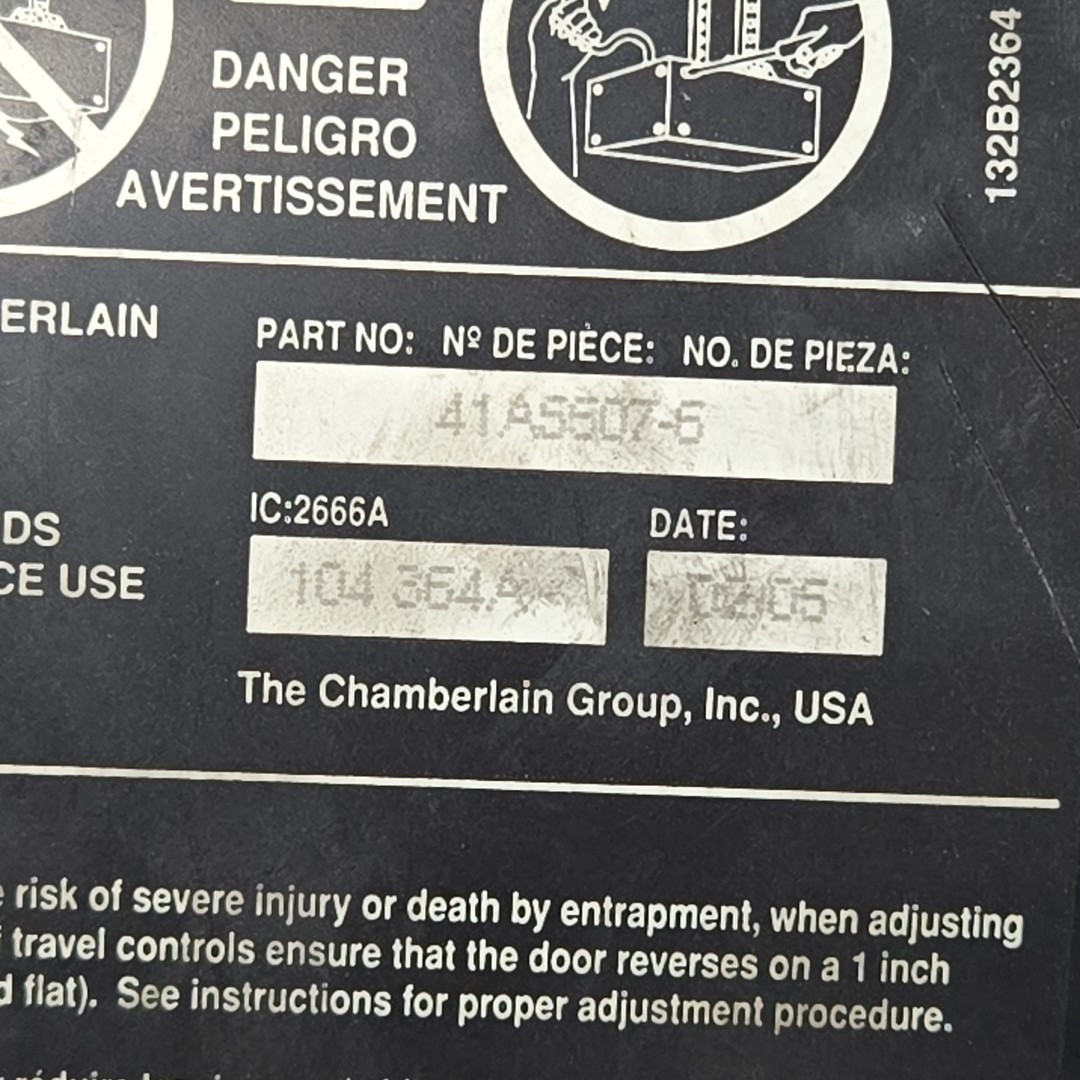 DANGER
PELIGRO
AVERTISSEMENT
132B2364
ERLAIN
PART NO: Nº DE PIÈCE: NO. DE PIEZA:
IC:2666A
DATE:
DS
CE USE
The Chamberlain Group, Inc., USA
risk of severe injury or death by entrapment, when adjusting
travel controls ensure that the door reverses on a 1 inch
d flat). See instructions for proper adjustment procedure.